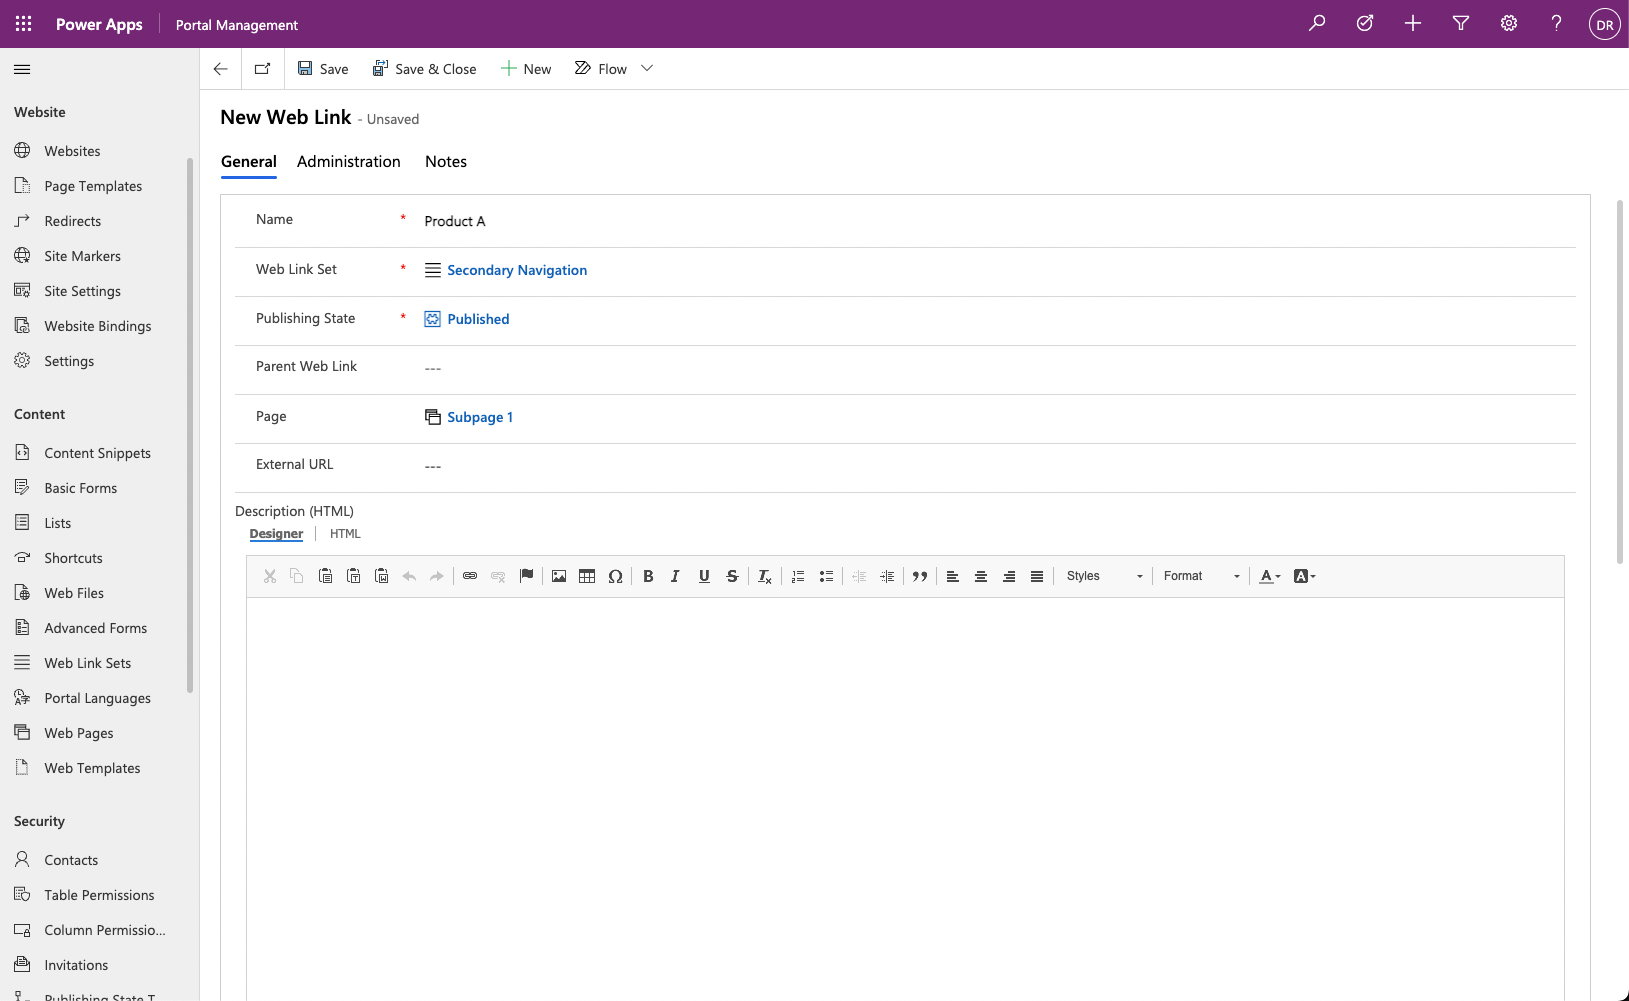 Power Apps Portal Management DR
Save Save & Close New Flow
Website
Websites
Page Templates
Redirects
Site Markers
Site Settings
Website Bindings
Settings
Content
Content Snippets
Basic Forms
Lists
Shortcuts
Web Files
Advanced Forms
Web Link Sets
Portal Languages
Web Pages
Web Templates
Security
Contacts
Table Permissions
Column Permissio...
Invitations
Publishing State T
New Web Link - Unsaved
General Administration Notes
Name * Product A
Web Link Set * Secondary Navigation
Publishing State * Published
Parent Web Link ---
Page Subpage 1
External URL ---
Description (HTML)
Designer HTML
Styles Format